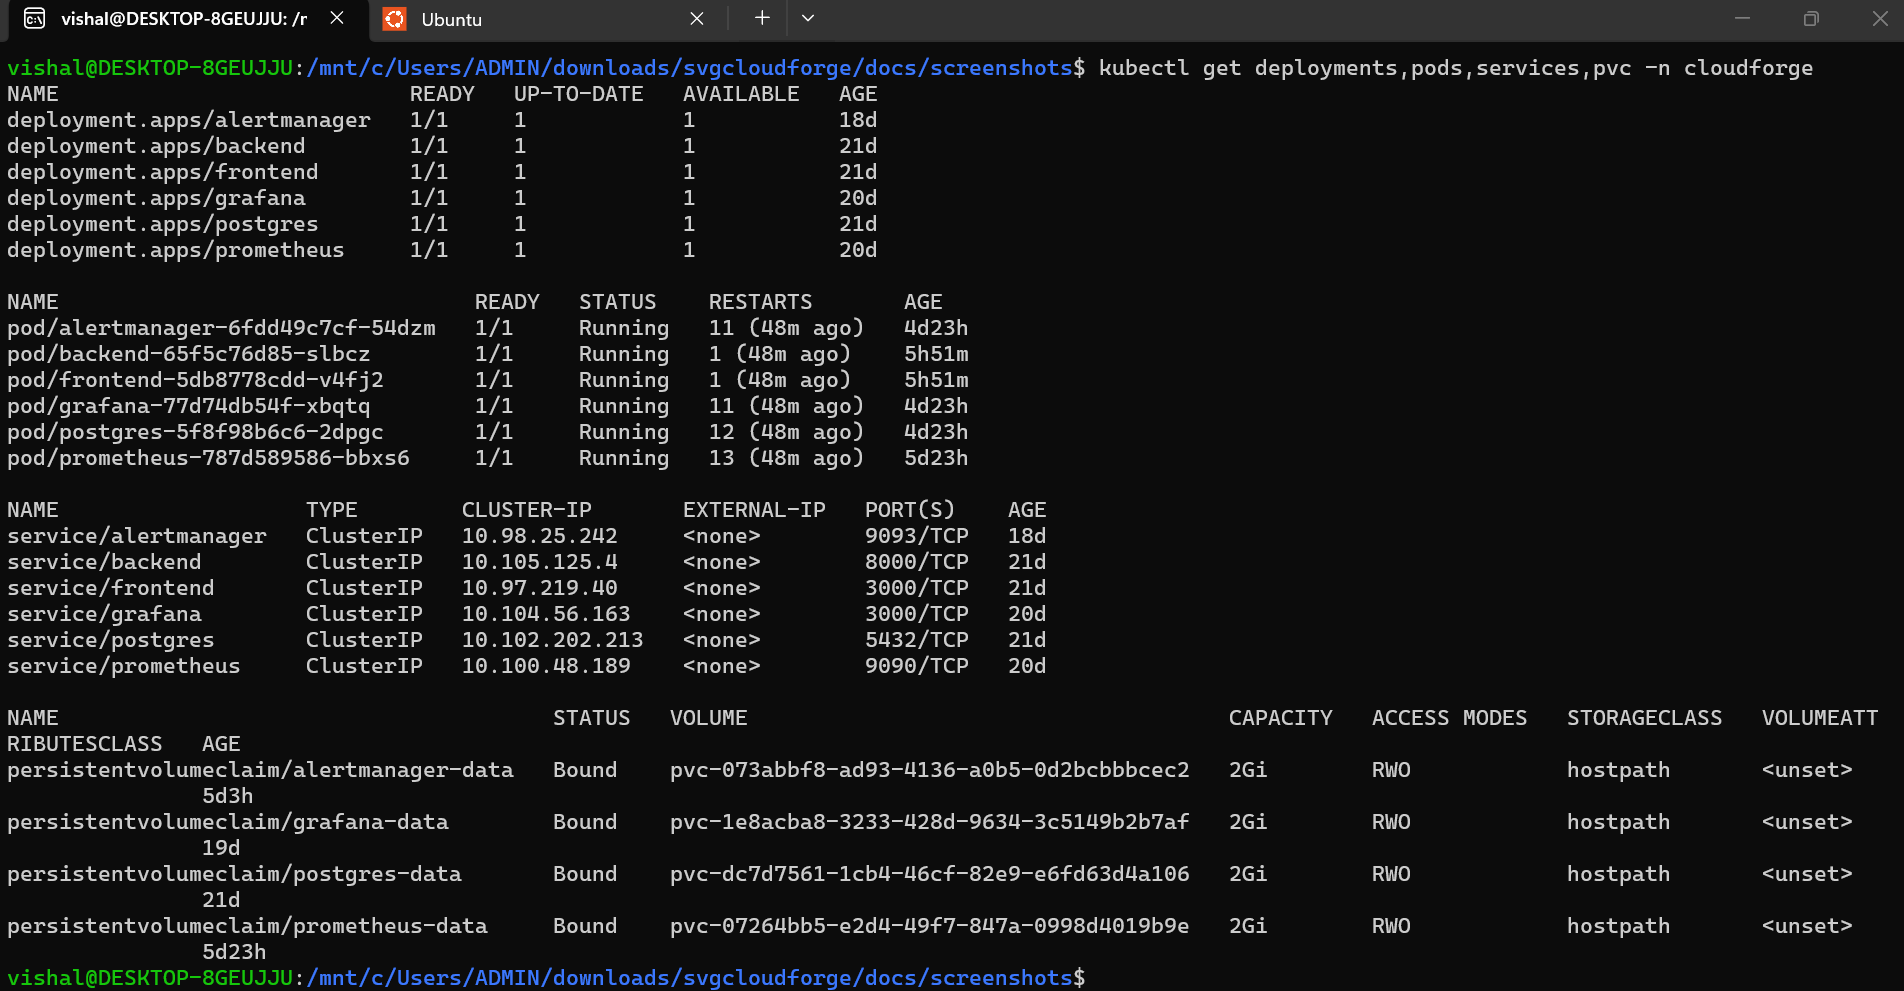 vishal@DESKTOP-8GEUJJU: /r
Ubuntu
vishal@DESKTOP-8GEUJJU:/mnt/c/Users/ADMIN/downloads/svgcloudforge/docs/screenshots$ kubectl get deployments,pods,services,pvc -n cloudforge
NAME                           READY   UP-TO-DATE   AVAILABLE   AGE
deployment.apps/alertmanager   1/1     1            1           18d
deployment.apps/backend        1/1     1            1           21d
deployment.apps/frontend       1/1     1            1           21d
deployment.apps/grafana        1/1     1            1           20d
deployment.apps/postgres       1/1     1            1           21d
deployment.apps/prometheus     1/1     1            1           20d
NAME                                READY   STATUS    RESTARTS       AGE
pod/alertmanager-6fdd49c7cf-54dzm   1/1     Running   11 (48m ago)   4d23h
pod/backend-65f5c76d85-slbcz        1/1     Running   1 (48m ago)    5h51m
pod/frontend-5db8778cdd-v4fj2       1/1     Running   1 (48m ago)    5h51m
pod/grafana-77d74db54f-xbqtq        1/1     Running   11 (48m ago)   4d23h
pod/postgres-5f8f98b6c6-2dpgc       1/1     Running   12 (48m ago)   4d23h
pod/prometheus-787d589586-bbxs6     1/1     Running   13 (48m ago)   5d23h
NAME                   TYPE        CLUSTER-IP       EXTERNAL-IP   PORT(S)    AGE
service/alertmanager   ClusterIP   10.98.25.242     <none>        9093/TCP   18d
service/backend        ClusterIP   10.105.125.4     <none>        8000/TCP   21d
service/frontend       ClusterIP   10.97.219.40     <none>        3000/TCP   21d
service/grafana        ClusterIP   10.104.56.163    <none>        3000/TCP   20d
service/postgres       ClusterIP   10.102.202.213   <none>        5432/TCP   21d
service/prometheus     ClusterIP   10.100.48.189    <none>        9090/TCP   20d
NAME                                      STATUS   VOLUME                                     CAPACITY   ACCESS MODES   STORAGECLASS   VOLUMEATT
RIBUTESCLASS   AGE
persistentvolumeclaim/alertmanager-data   Bound    pvc-073abbf8-ad93-4136-a0b5-0d2bcbbbcec2   2Gi        RWO            hostpath       <unset>
5d3h
persistentvolumeclaim/grafana-data        Bound    pvc-1e8acba8-3233-428d-9634-3c5149b2b7af   2Gi        RWO            hostpath       <unset>
19d
persistentvolumeclaim/postgres-data       Bound    pvc-dc7d7561-1cb4-46cf-82e9-e6fd63d4a106   2Gi        RWO            hostpath       <unset>
21d
persistentvolumeclaim/prometheus-data     Bound    pvc-07264bb5-e2d4-49f7-847a-0998d4019b9e   2Gi        RWO            hostpath       <unset>
5d23h
vishal@DESKTOP-8GEUJJU:/mnt/c/Users/ADMIN/downloads/svgcloudforge/docs/screenshots$